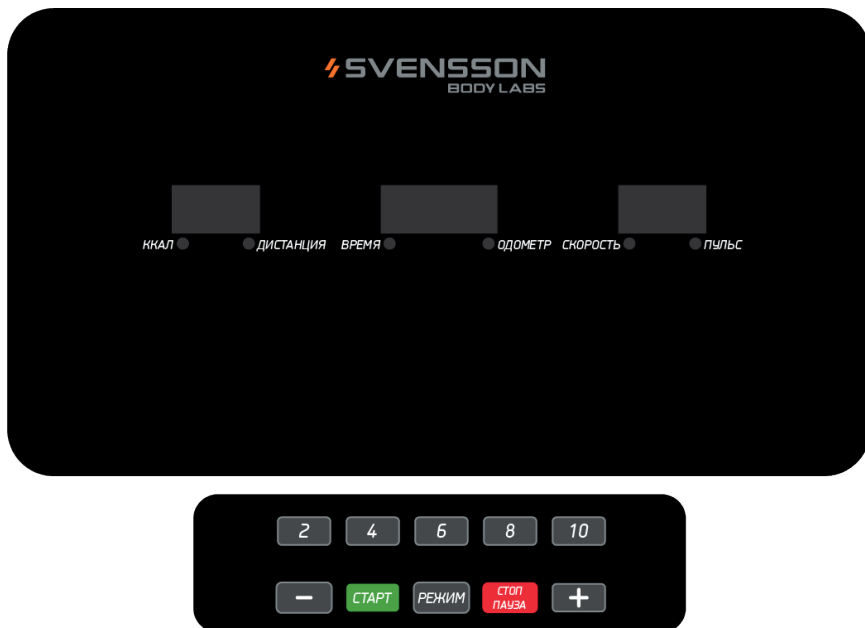 SVENSSON
BODY LABS
ККАЛ ДИСТАНЦИЯ ВРЕМЯ ОДОМЕТР СКОРОСТЬ ПУЛЬС
2 4 6 8 10
− СТАРТ РЕЖИМ СТОП ПАУЗА +